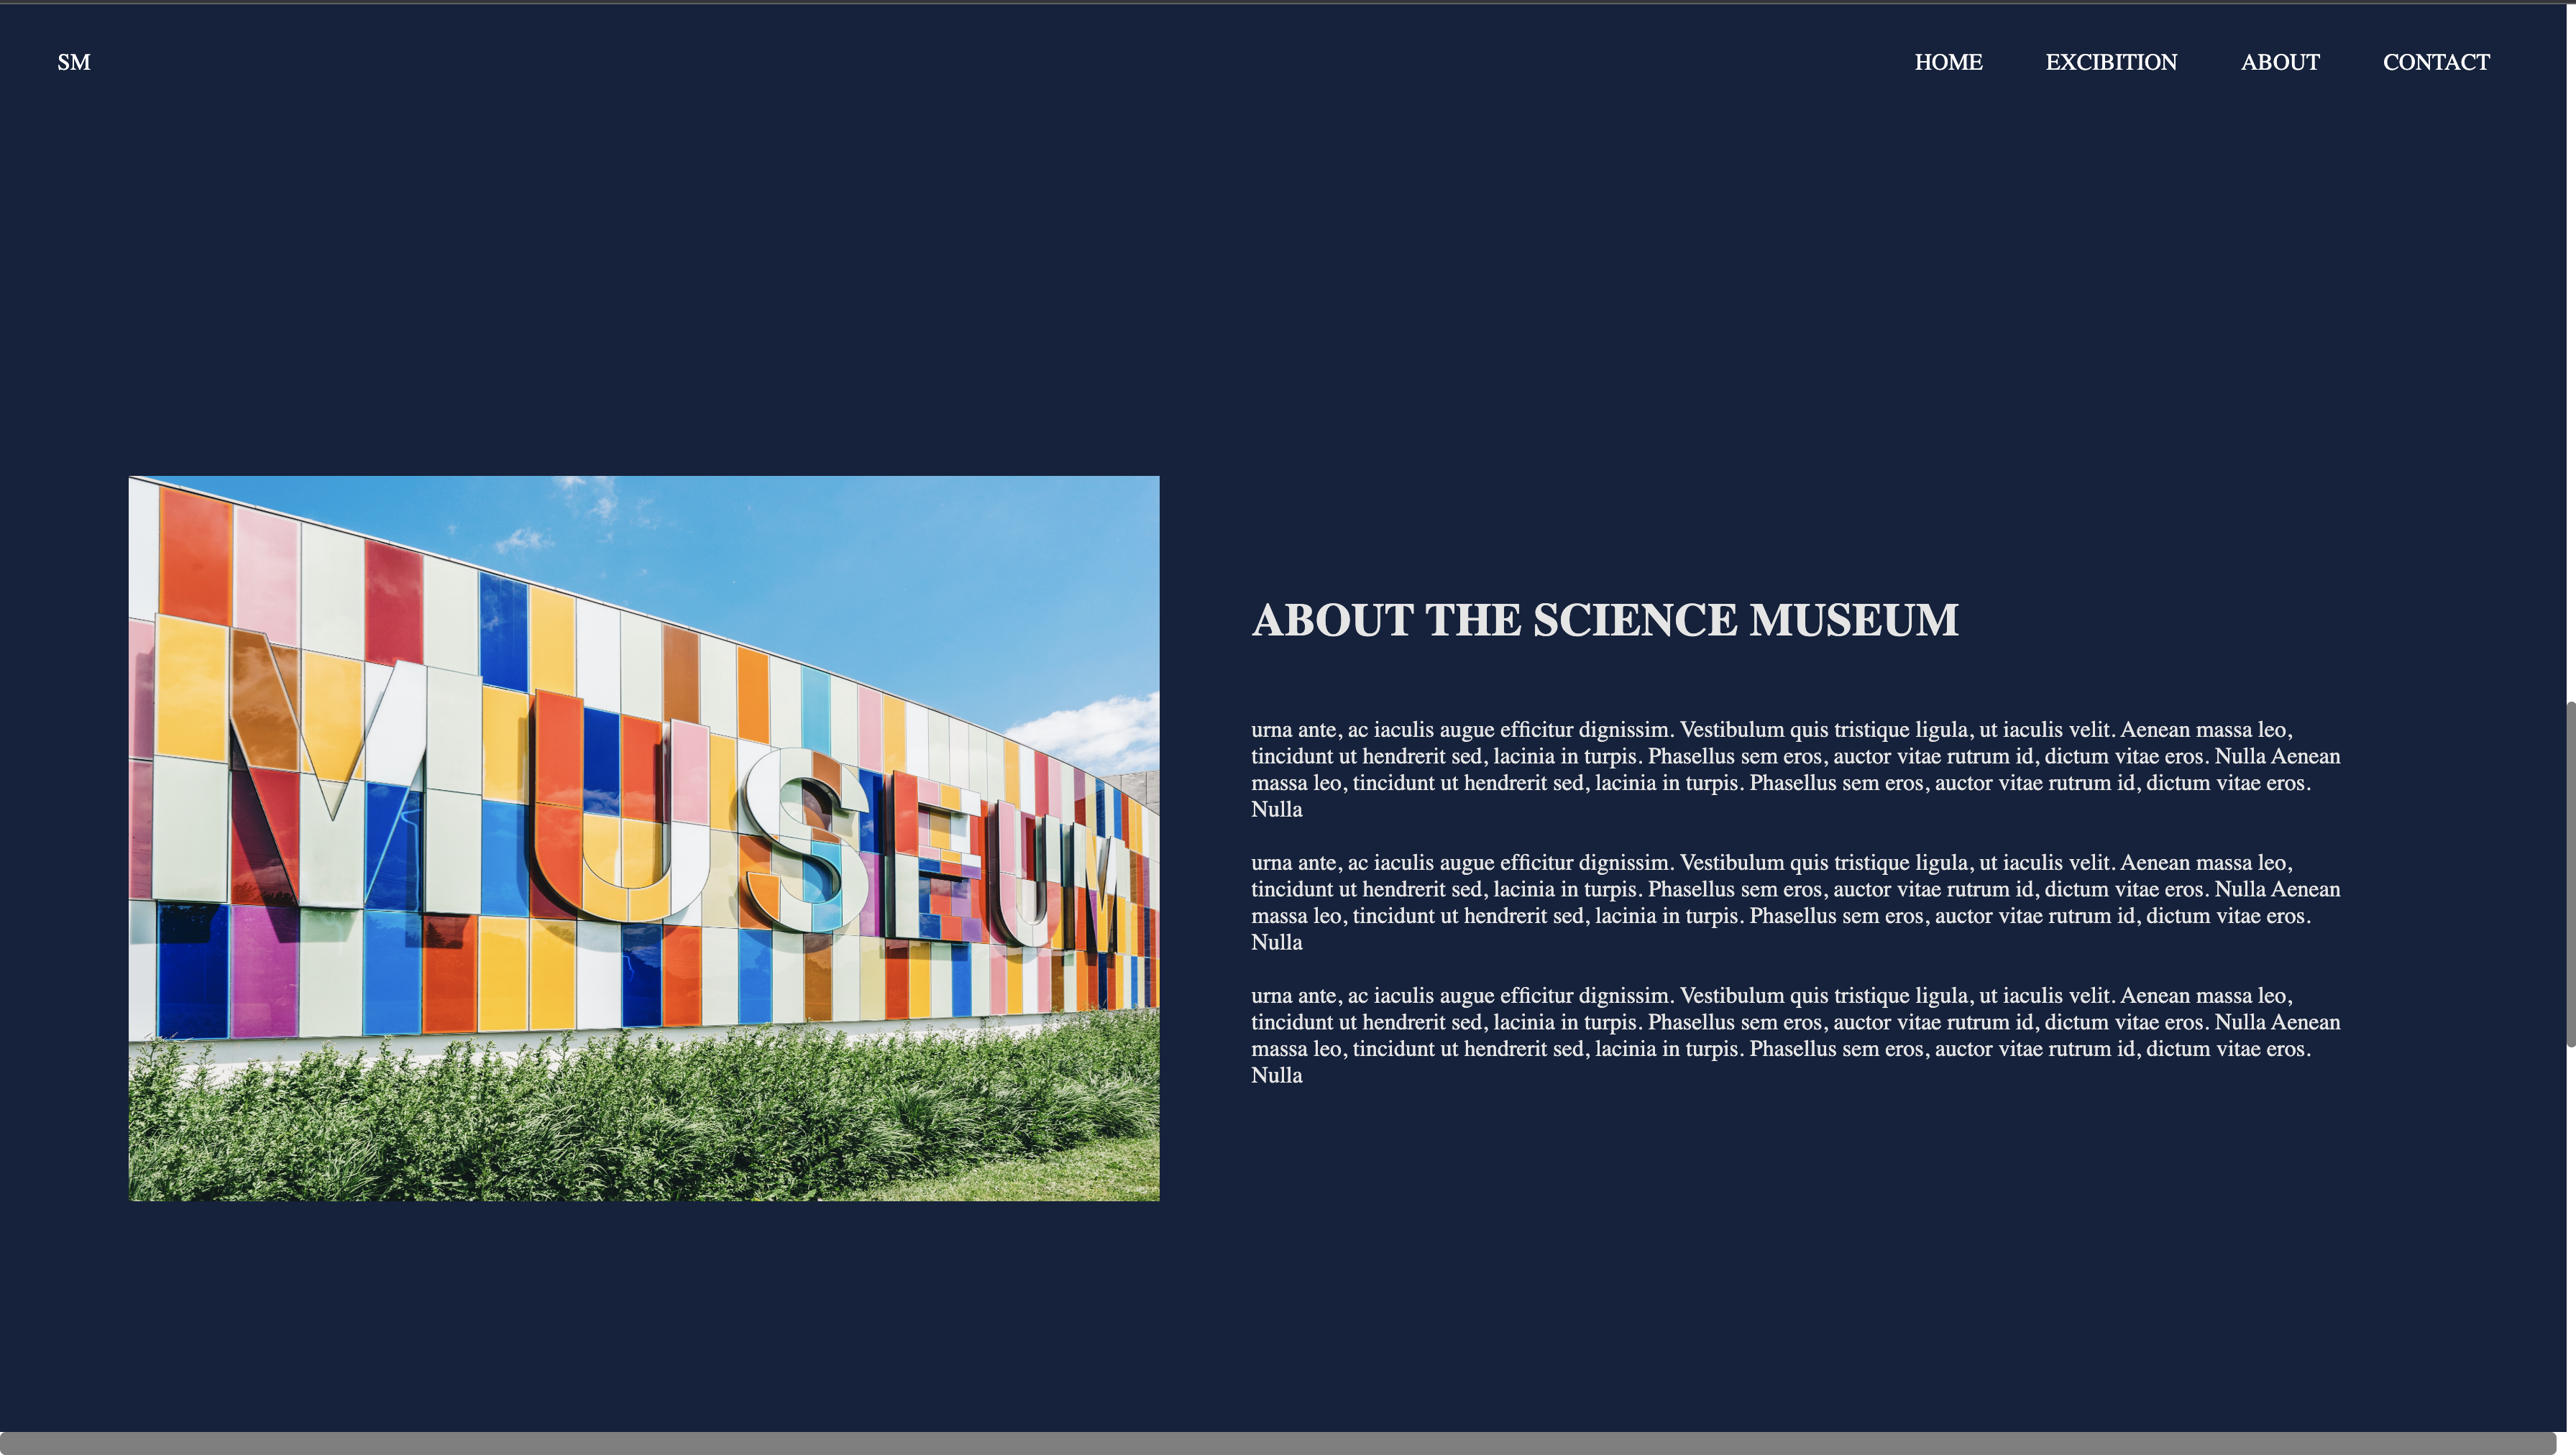 SM
HOME EXCIBITION ABOUT CONTACT
MUSEUM
ABOUT THE SCIENCE MUSEUM
urna ante, ac iaculis augue efficitur dignissim. Vestibulum quis tristique ligula, ut iaculis velit. Aenean massa leo,
tincidunt ut hendrerit sed, lacinia in turpis. Phasellus sem eros, auctor vitae rutrum id, dictum vitae eros. Nulla Aenean
massa leo, tincidunt ut hendrerit sed, lacinia in turpis. Phasellus sem eros, auctor vitae rutrum id, dictum vitae eros.
Nulla
urna ante, ac iaculis augue efficitur dignissim. Vestibulum quis tristique ligula, ut iaculis velit. Aenean massa leo,
tincidunt ut hendrerit sed, lacinia in turpis. Phasellus sem eros, auctor vitae rutrum id, dictum vitae eros. Nulla Aenean
massa leo, tincidunt ut hendrerit sed, lacinia in turpis. Phasellus sem eros, auctor vitae rutrum id, dictum vitae eros.
Nulla
urna ante, ac iaculis augue efficitur dignissim. Vestibulum quis tristique ligula, ut iaculis velit. Aenean massa leo,
tincidunt ut hendrerit sed, lacinia in turpis. Phasellus sem eros, auctor vitae rutrum id, dictum vitae eros. Nulla Aenean
massa leo, tincidunt ut hendrerit sed, lacinia in turpis. Phasellus sem eros, auctor vitae rutrum id, dictum vitae eros.
Nulla